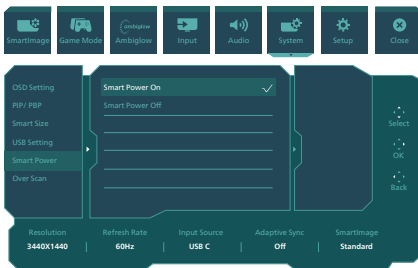 ambiglow
SmartImage
Game Mode
Ambiglow
Input
Audio
System
Setup
Close
OSD Setting
PIP/ PBP
Smart Size
USB Setting
Smart Power
Over Scan
Smart Power On
Smart Power Off
Select
OK
Back
Resolution
Refresh Rate
Input Source
Adaptive Sync
SmartImage
3440X1440
60Hz
USB C
Off
Standard